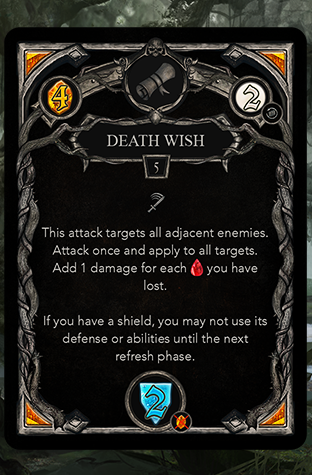 4
2
DEATH WISH
5
This attack targets all adjacent enemies.
Attack once and apply to all targets.
Add 1 damage for each you have
lost.
If you have a shield, you may not use its
defense or abilities until the next
refresh phase.
2